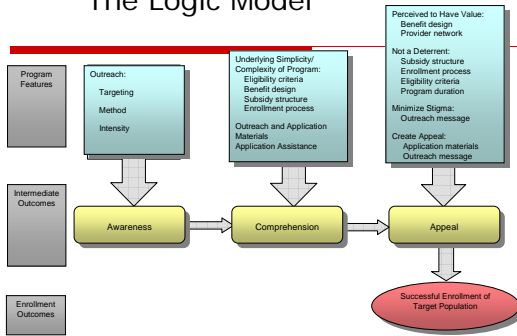 The Logic Model
Program
Features
Outreach:
Targeting
Method
Intensity
Underlying Simplicity/
Complexity of Program:
Eligibility criteria
Benefit design
Subsidy structure
Enrollment process
Outreach and Application
Materials
Application Assistance
Perceived to Have Value:
Benefit design
Provider network
Not a Deterrent:
Subsidy structure
Enrollment process
Eligibility criteria
Program duration
Minimize Stigma:
Outreach message
Create Appeal:
Application materials
Outreach message
Intermediate
Outcomes
Awareness
Comprehension
Appeal
Enrollment
Outcomes
Successful Enrollment of
Target Population